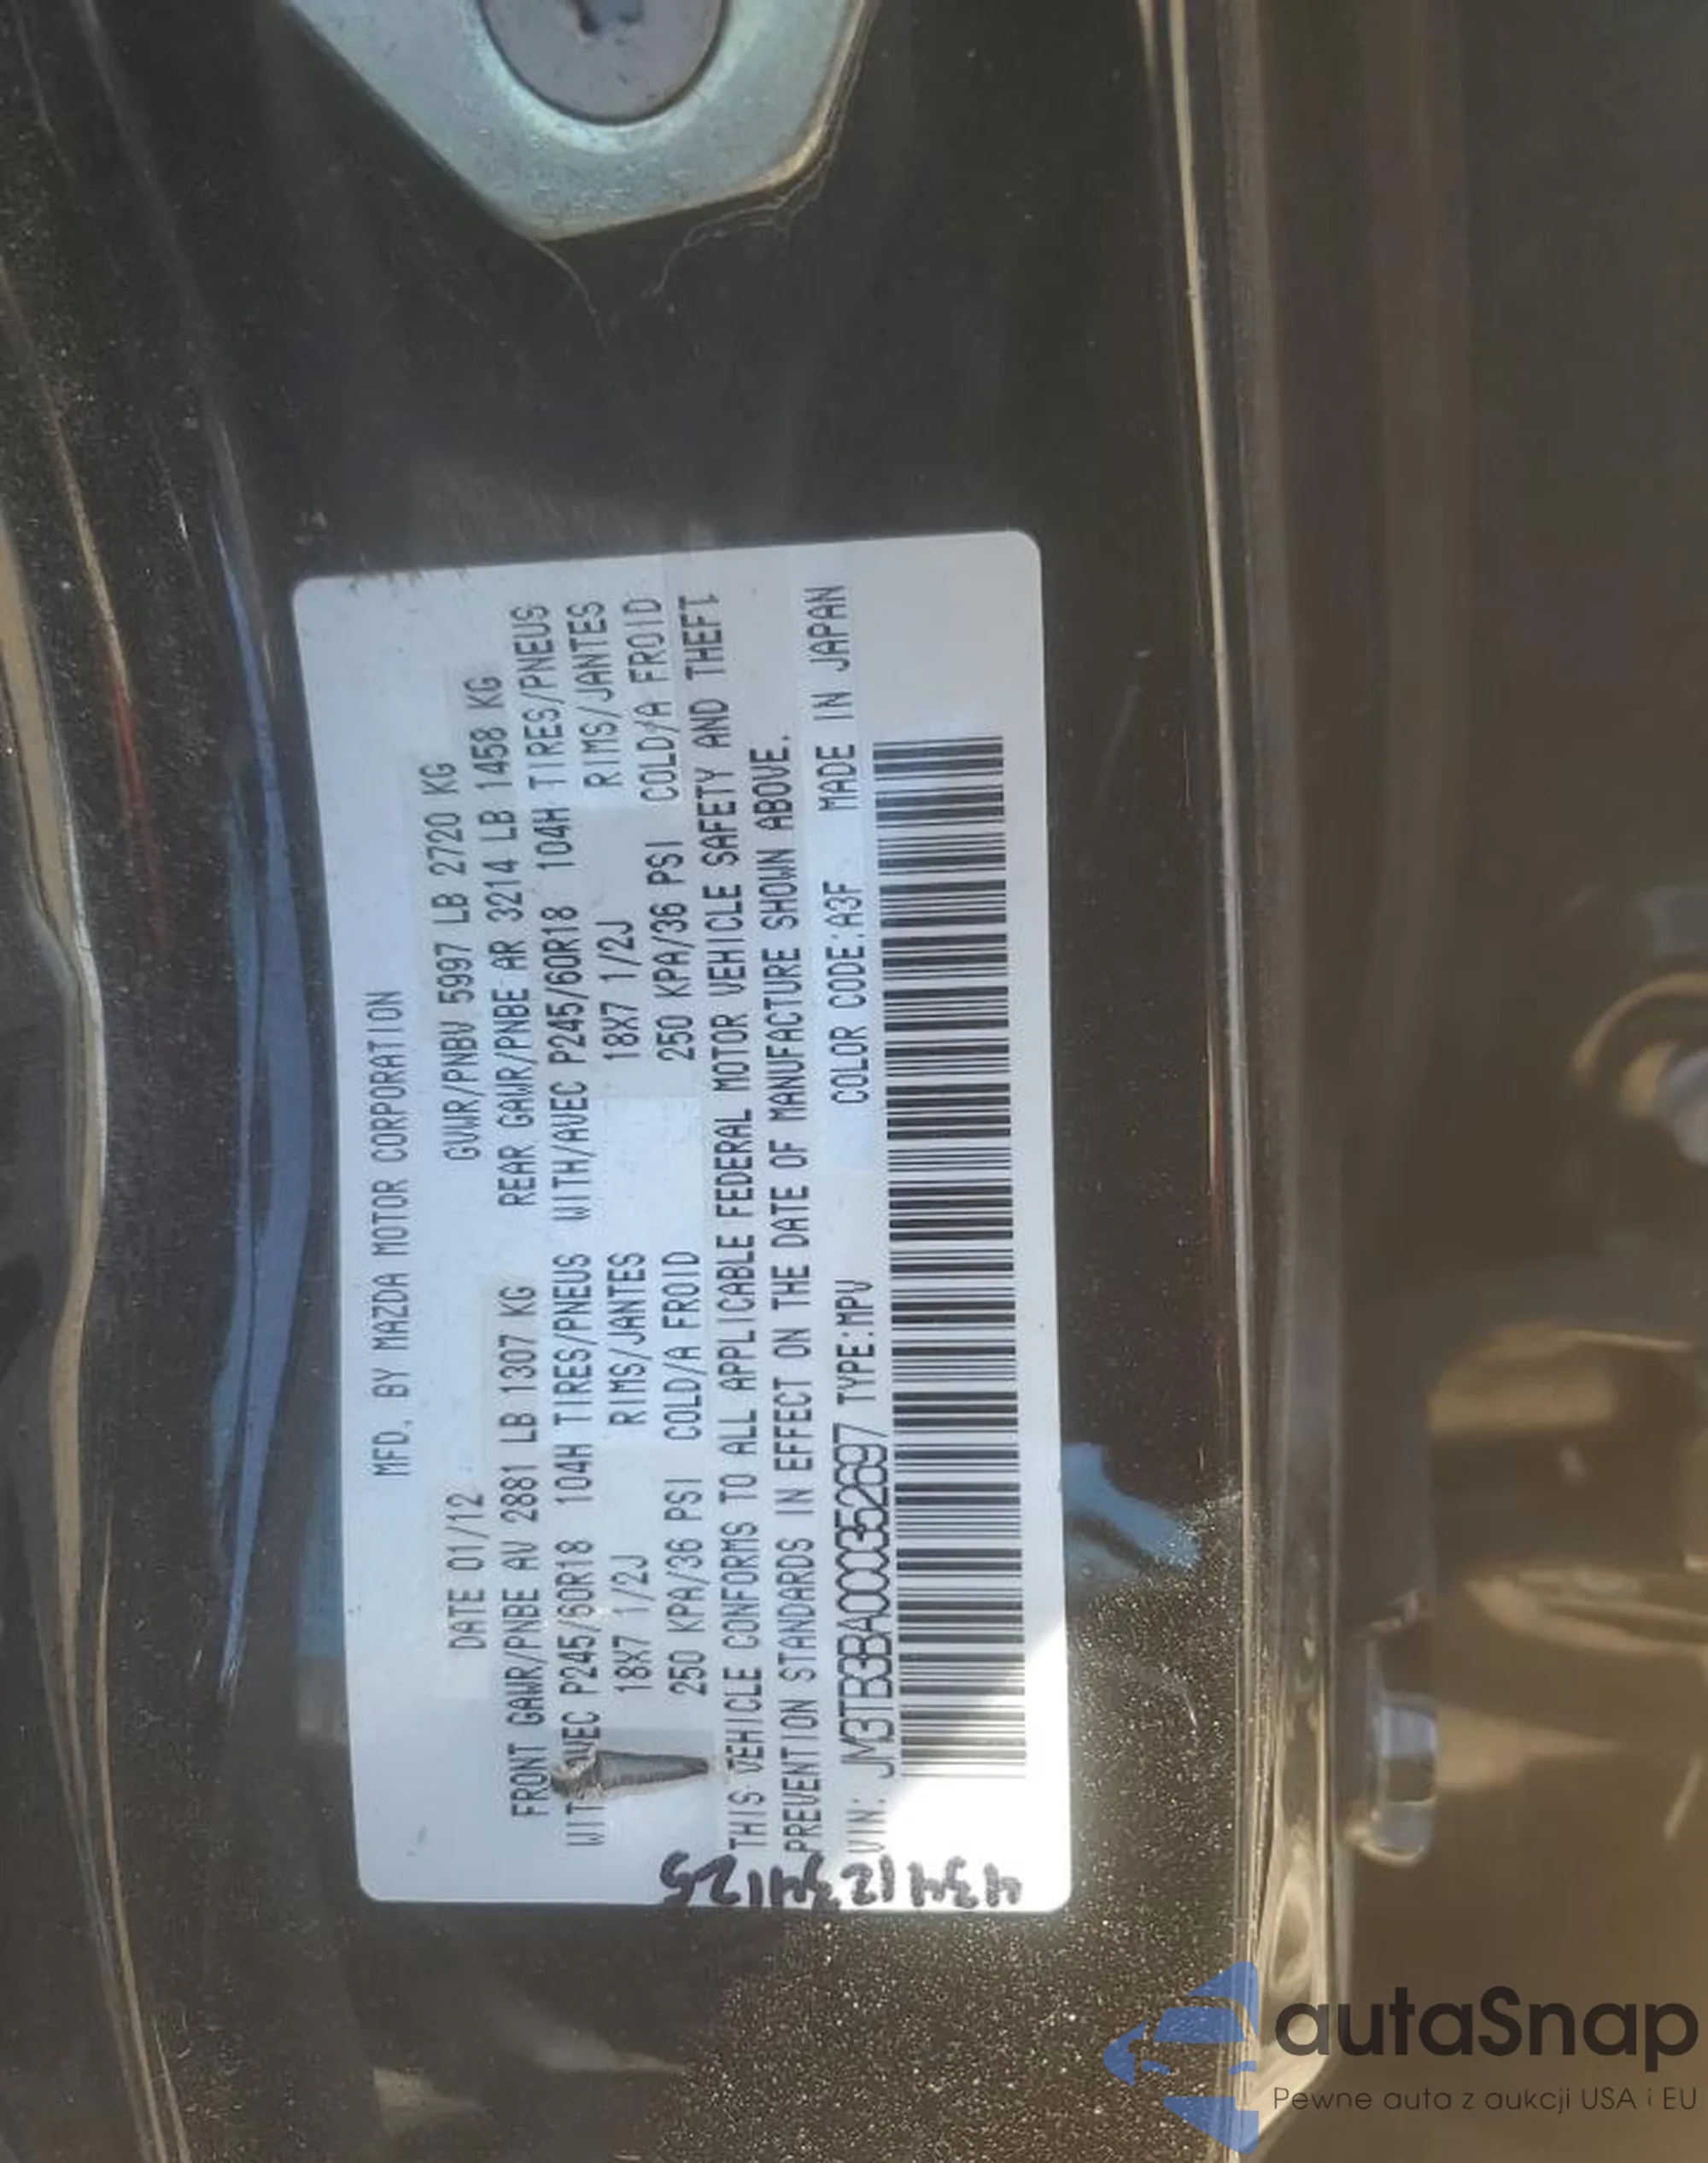 MFD. BY MAZDA MOTOR CORPORATION
DATE 01/12 GVWR/PNBV 5997 LB 2720 KG
FRONT GAWR/PNBE AV 2881 LB 1307 KG REAR GAWR/PNBE AR 3214 LB 1458 KG
P245/60R18 104H TIRES/PNEUS WITH/AVEC P245/60R18 104H TIRES/PNEUS
18X7 1/2J RIMS/JANTES 18X7 1/2J RIMS/JANTES
250 KPA/36 PSI COLD/A FROID 250 KPA/36 PSI COLD/A FROID
THIS VEHICLE CONFORMS TO ALL APPLICABLE FEDERAL MOTOR VEHICLE SAFETY AND THEFT
PREVENTION STANDARDS IN EFFECT ON THE DATE OF MANUFACTURE SHOWN ABOVE.
VIN: JM3TB3BA0C0352697 TYPE:MPV COLOR CODE:A3F MADE IN JAPAN
4341234125
autaSnap
Pewne auta z aukcji USA i EU